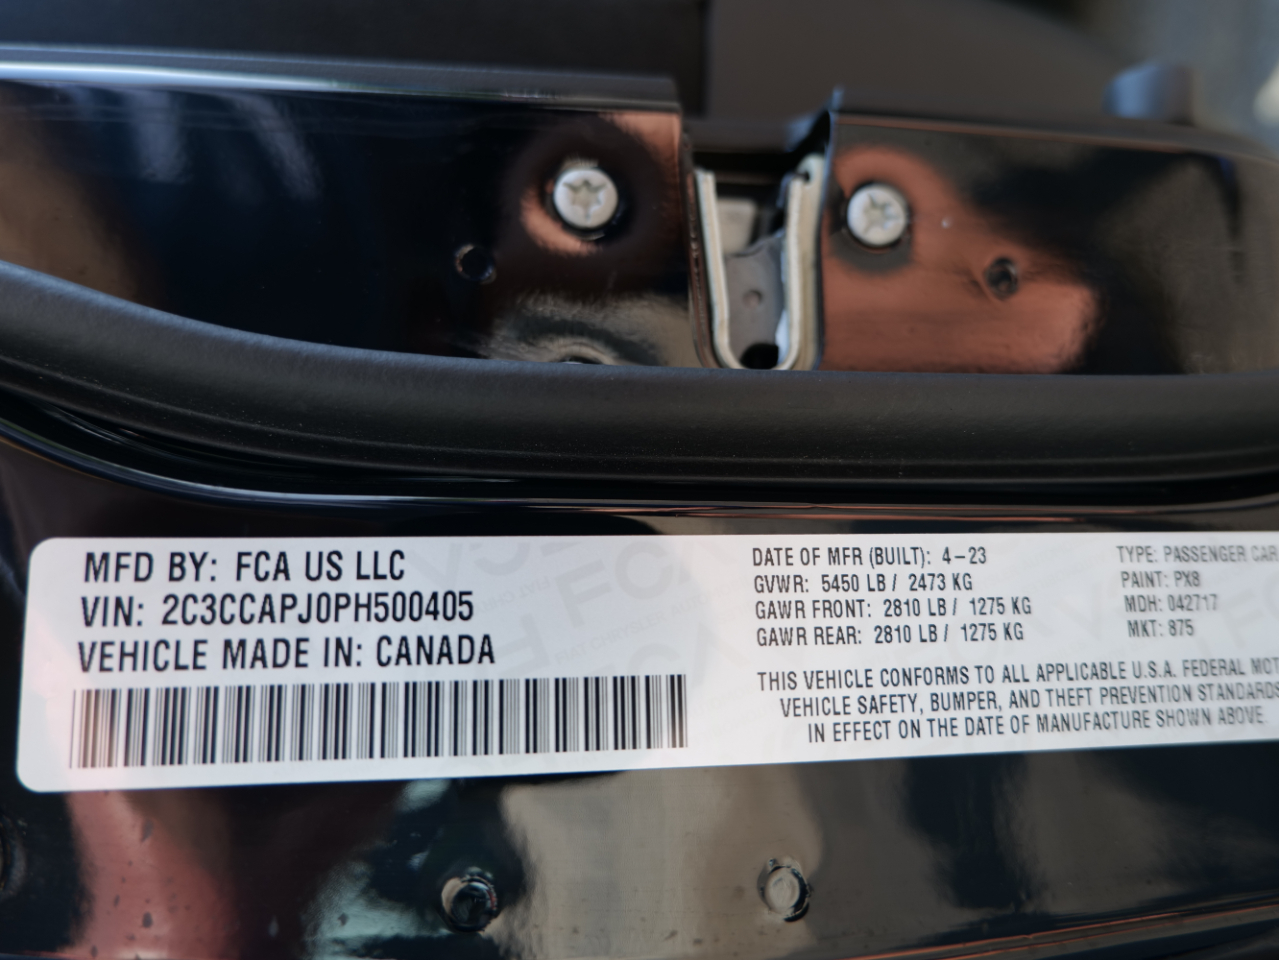 MFD BY: FCA US LLC
VIN: 2C3CCAPJ0PH500405
VEHICLE MADE IN: CANADA
DATE OF MFR (BUILT): 4-23
GVWR: 5450 LB / 2473 KG
GAWR FRONT: 2810 LB / 1275 KG
GAWR REAR: 2810 LB / 1275 KG
TYPE: PASSENGER CAR
PAINT: PX8
MDH: 042717
MKT: 875
THIS VEHICLE CONFORMS TO ALL APPLICABLE U.S.A. FEDERAL MOT
VEHICLE SAFETY, BUMPER, AND THEFT PREVENTION STANDARDS
IN EFFECT ON THE DATE OF MANUFACTURE SHOWN ABOVE.